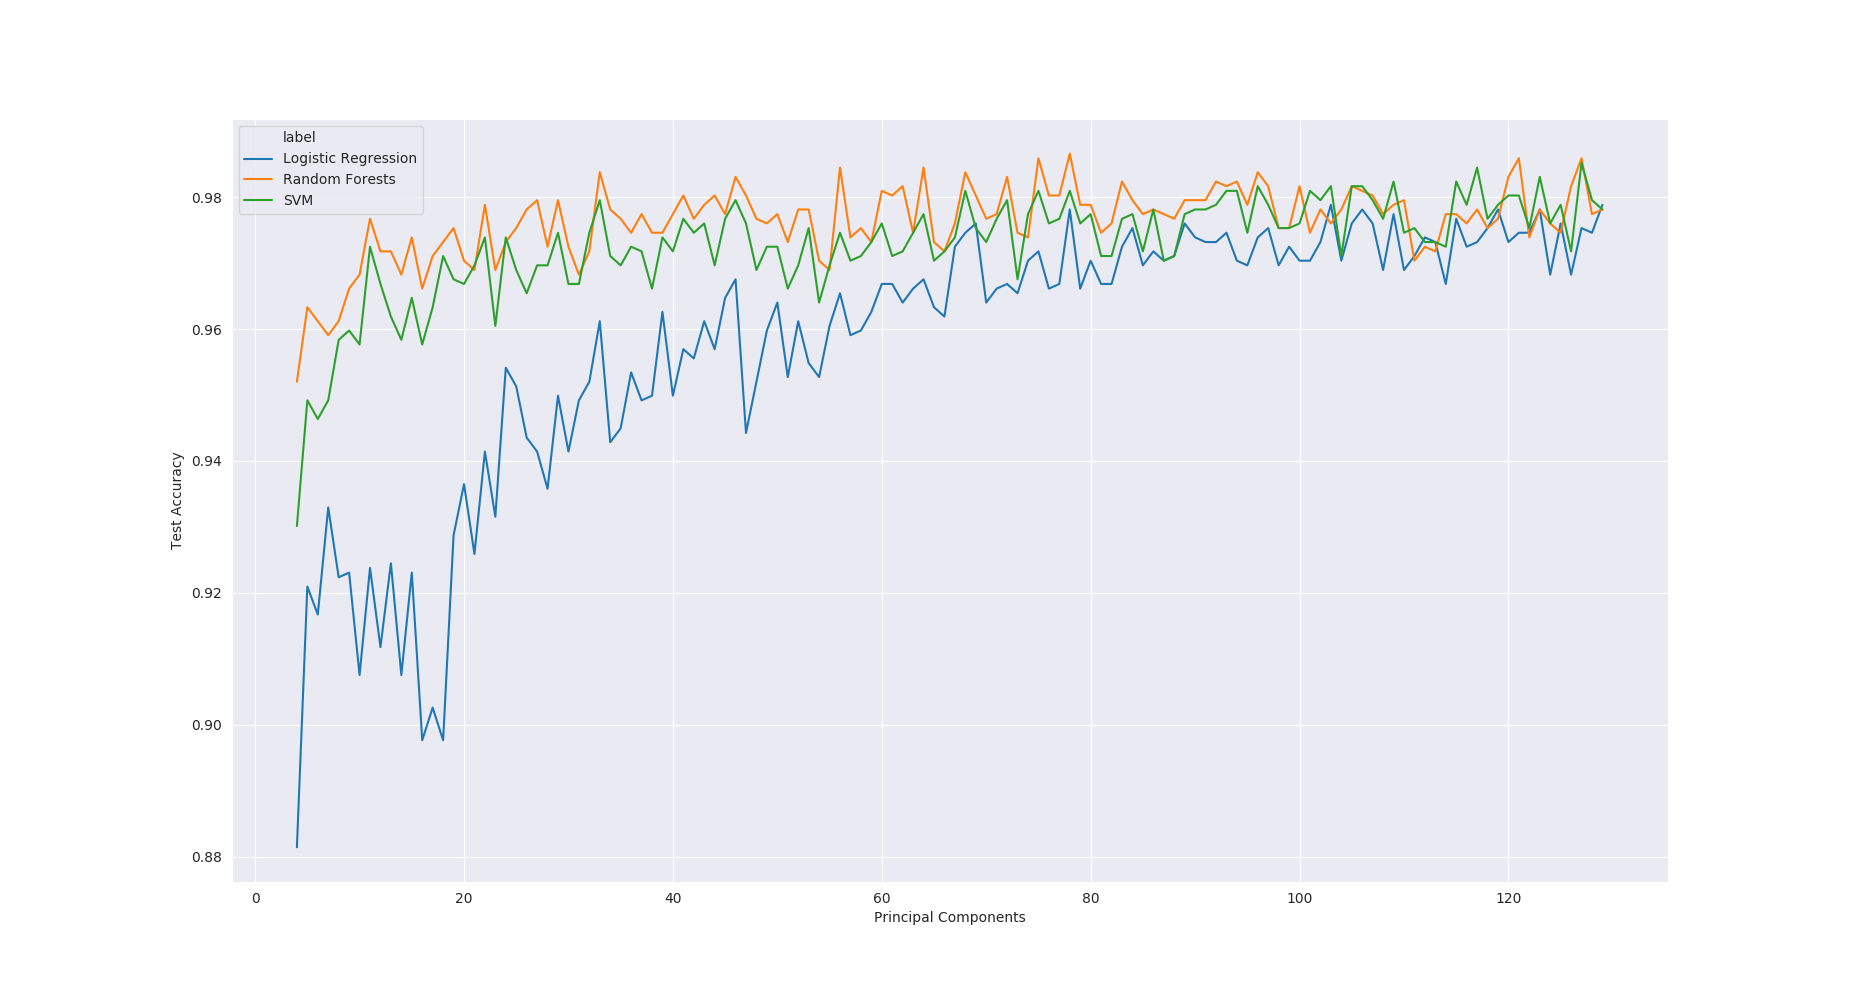 label
Logistic Regression
Random Forests
SVM
0.98
0.96
0.94
0.92
0.90
0.88
Test Accuracy
0 20 40 60 80 100 120
Principal Components